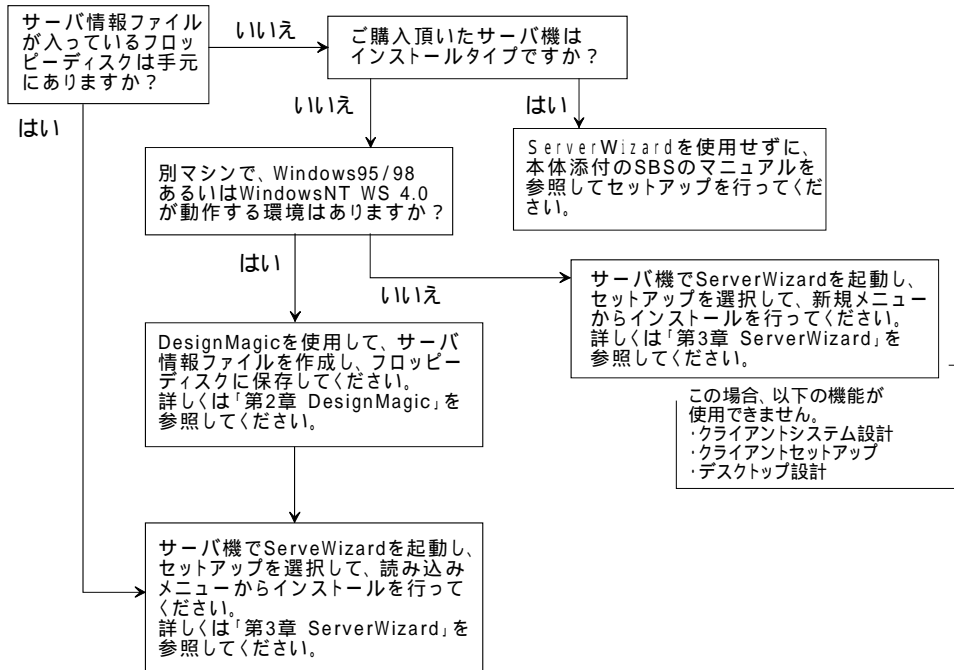 サーバ情報ファイル
が入っているフロッ
ピーディスクは手元
にありますか？
いいえ
ご購入頂いたサーバ機は
インストールタイプですか？
はい
いいえ
はい
別マシンで、Windows95/98
あるいはWindowsNT WS 4.0
が動作する環境はありますか？
ServerWizardを使用せずに、
本体添付のSBSのマニュアルを
参照してセットアップを行ってくだ
さい。
はい
いいえ
サーバ機でServerWizardを起動し、
セットアップを選択して、新規メニュー
からインストールを行ってください。
詳しくは「第3章 ServerWizard」を
参照してください。
DesignMagicを使用して、サーバ
情報ファイルを作成し、フロッピー
ディスクに保存してください。
詳しくは「第2章 DesignMagic」を
参照してください。
この場合、以下の機能が
使用できません。
・クライアントシステム設計
・クライアントセットアップ
・デスクトップ設計
サーバ機でServeWizardを起動し、
セットアップを選択して、読み込み
メニューからインストールを行って
ください。
詳しくは「第3章 ServerWizard」を
参照してください。